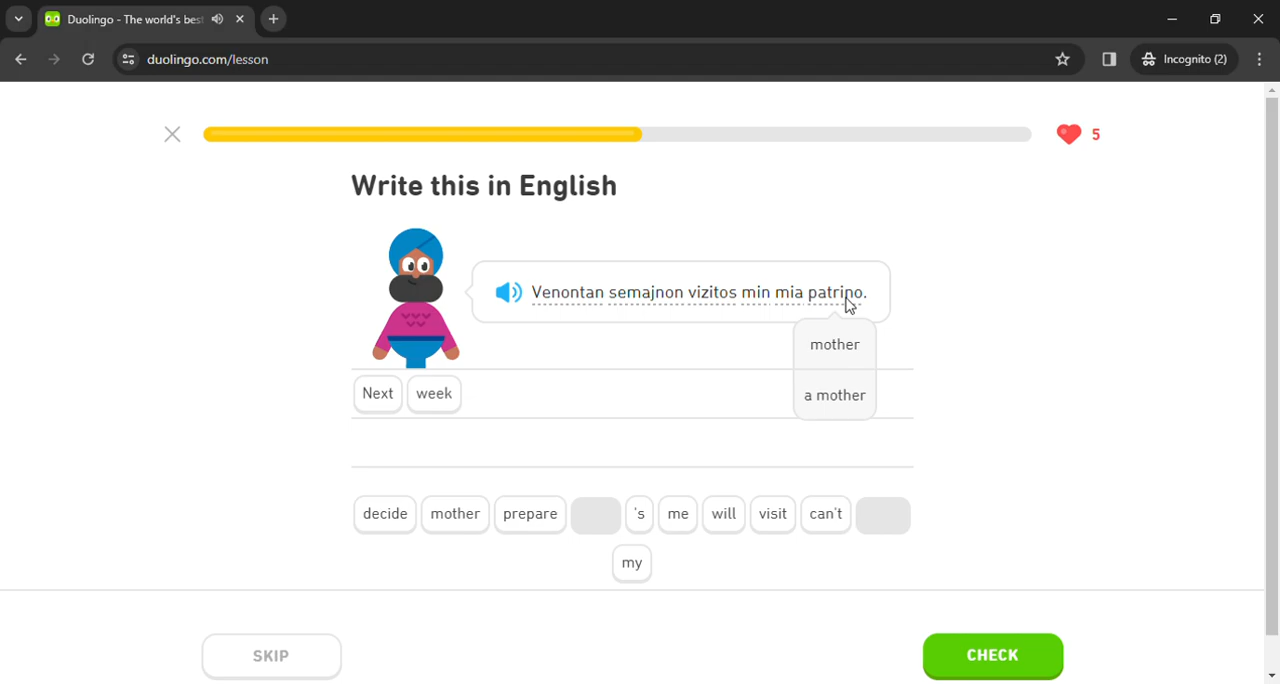 Duolingo - The world's bes
duolingo.com/lesson
Incognito (2)
5
Write this in English
Venontan semajnon vizitos min mia patrino.
mother
a mother
Next week
decide mother prepare 's me will visit can't
my
SKIP
CHECK